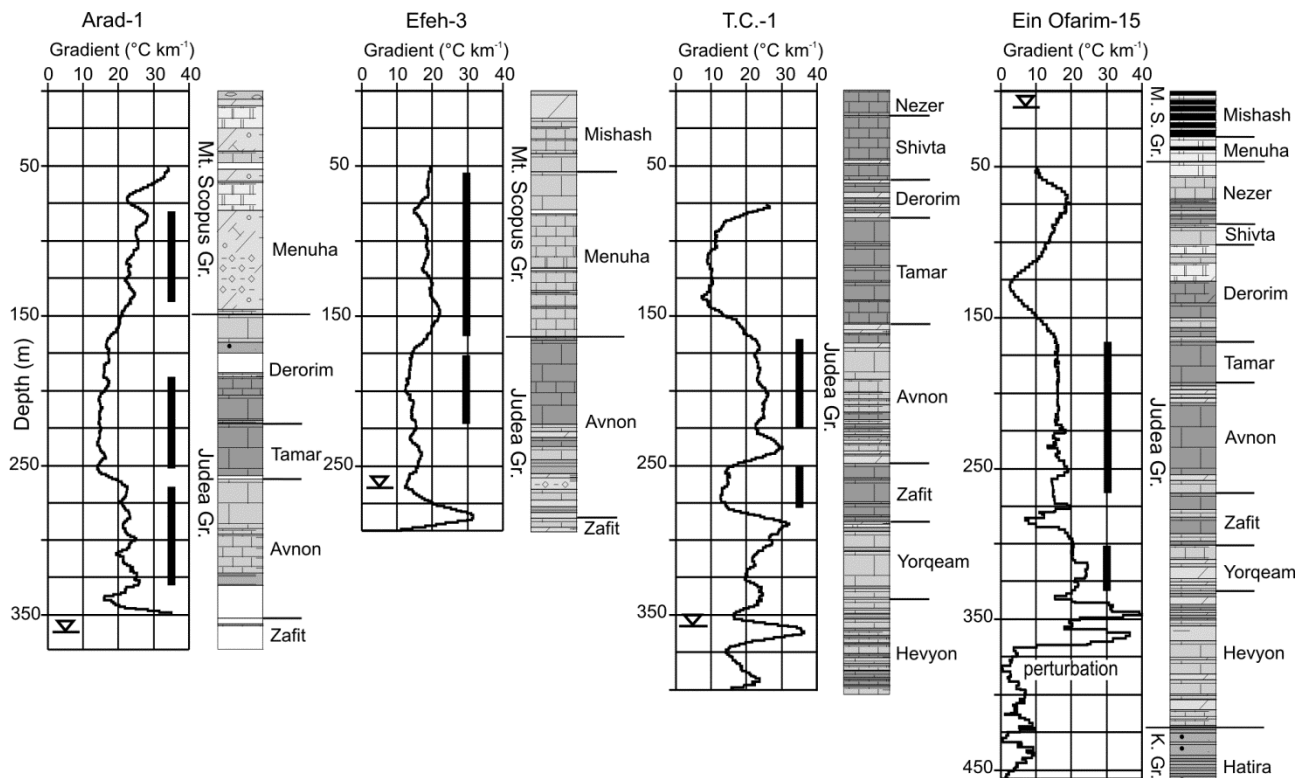 Arad-1
Gradient (°C km⁻¹)
0 10 20 30 40
Depth (m)
50
150
250
350
Mt. Scopus Gr.
Judea Gr.
Menuha
Derorim
Tamar
Avnon
Zafit
Efeh-3
Gradient (°C km⁻¹)
0 10 20 30 40
50
150
250
Mt. Scopus Gr.
Judea Gr.
Mishash
Menuha
Avnon
Zafit
T.C.-1
Gradient (°C km⁻¹)
0 10 20 30 40
50
150
250
350
Judea Gr.
Nezer
Shivta
Derorim
Tamar
Avnon
Zafit
Yorqeam
Hevyon
Ein Ofarim-15
Gradient (°C km⁻¹)
0 10 20 30 40
50
150
250
350
450
perturbation
M. S. Gr.
Judea Gr.
K. Gr.
Mishash
Menuha
Nezer
Shivta
Derorim
Tamar
Avnon
Zafit
Yorqeam
Hevyon
Hatira